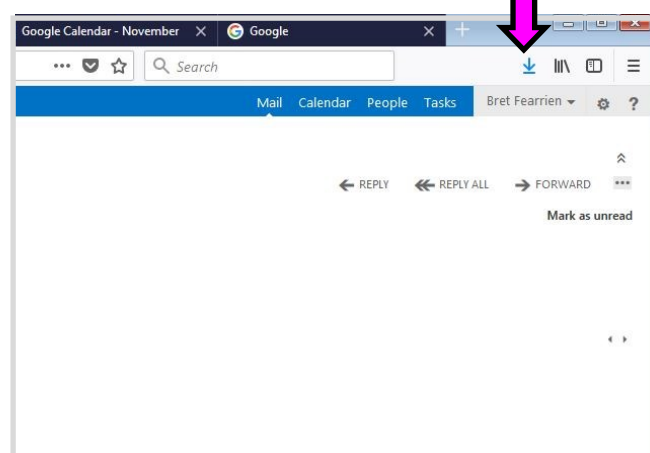 Google Calendar - November Google
Search
Mail Calendar People Tasks Bret Fearrien ?
REPLY REPLY ALL FORWARD ...
Mark as unread